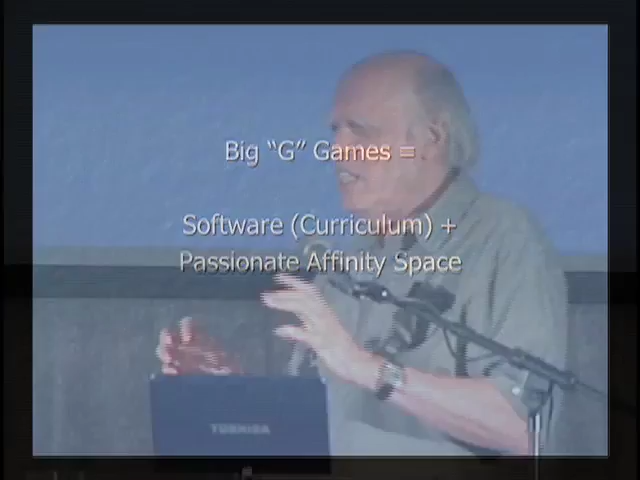 Big “G” Games =
Software (Curriculum) +
Passionate Affinity Space
TOSHIBA